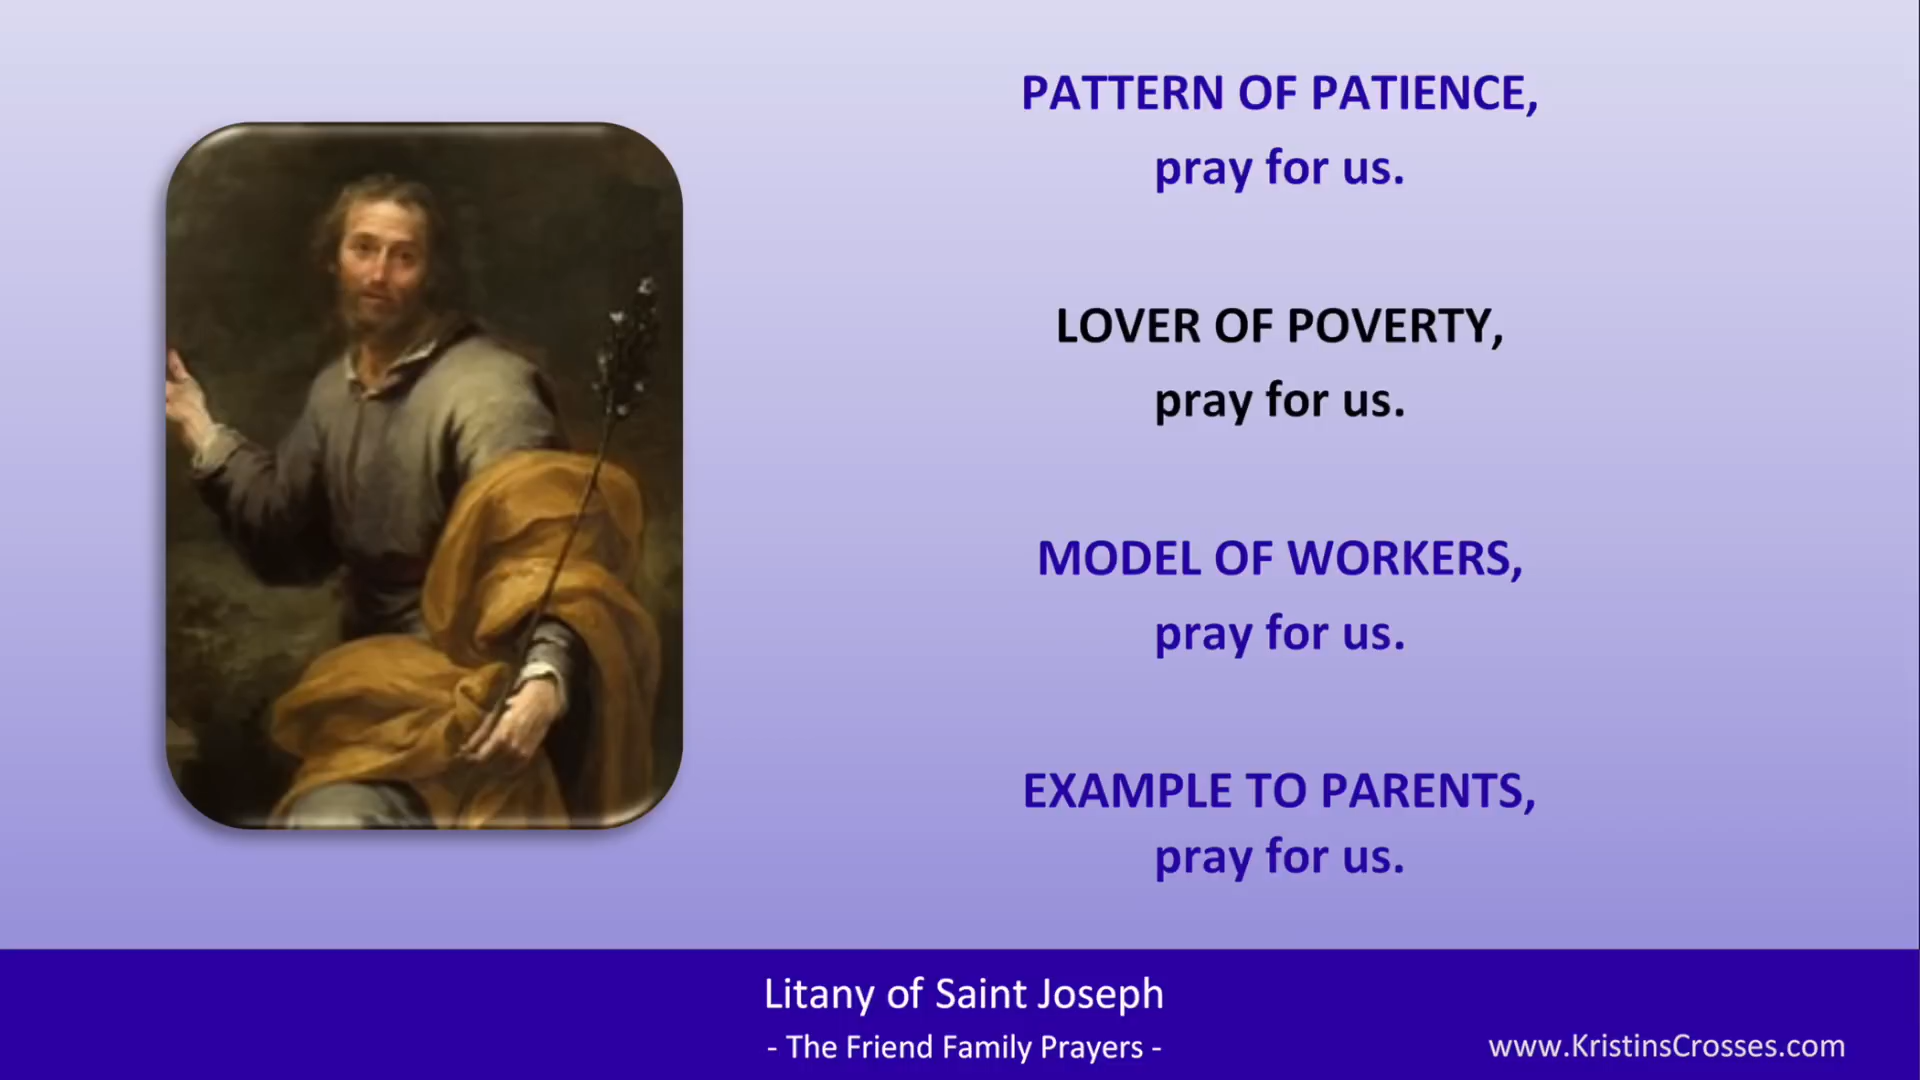 PATTERN OF PATIENCE,
pray for us.
LOVER OF POVERTY,
pray for us.
MODEL OF WORKERS,
pray for us.
EXAMPLE TO PARENTS,
pray for us.
Litany of Saint Joseph
- The Friend Family Prayers -
www.KristinsCrosses.com